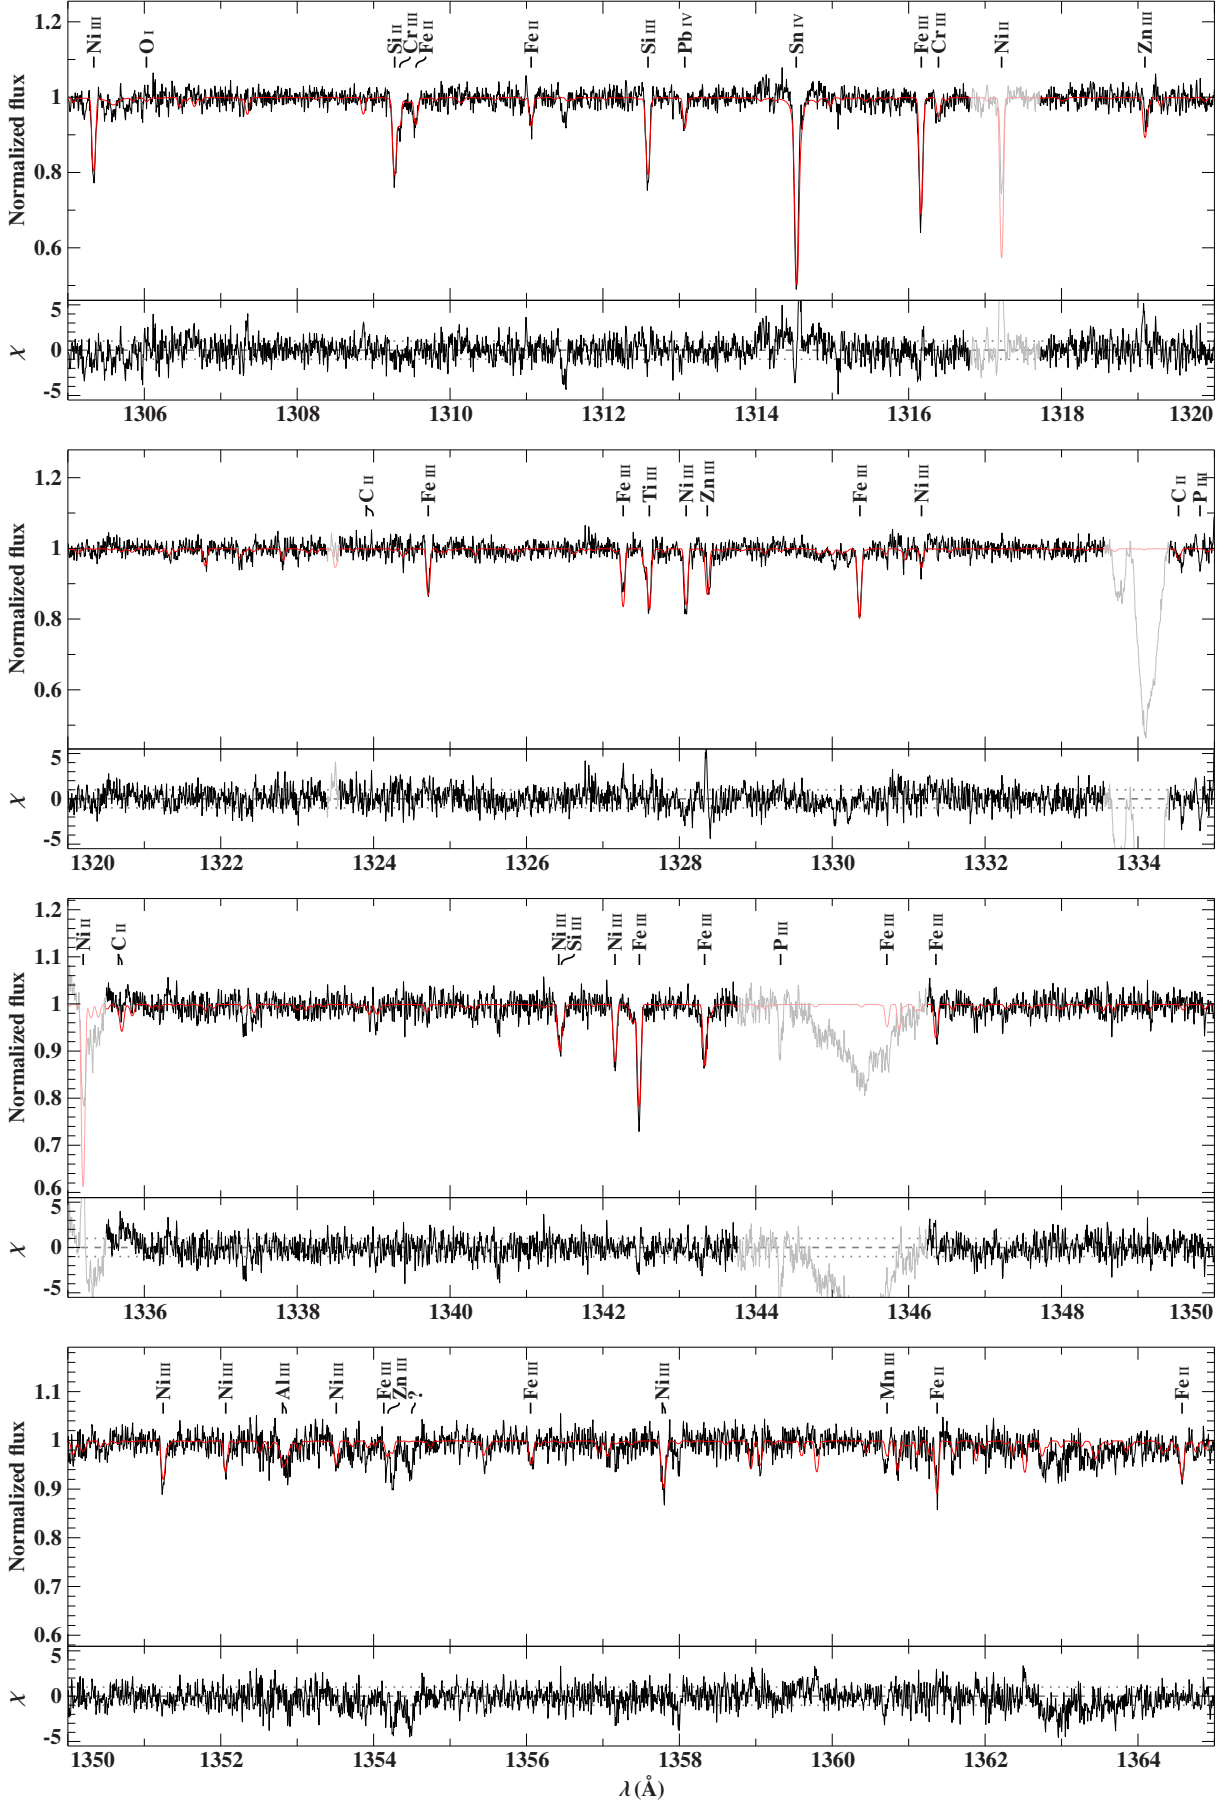 Ni III O I Si II Cr III Fe II Fe II Si III Pb IV Sn IV Fe III Cr III Ni II Zn III
Normalized flux
1.2
1
0.8
0.6
χ
5
0
-5
1306 1308 1310 1312 1314 1316 1318 1320
C II Fe III Fe III Ti III Ni III Zn III Fe III Ni III C II P III
Normalized flux
1.2
1
0.8
0.6
χ
5
0
-5
1320 1322 1324 1326 1328 1330 1332 1334
Ni II C II Ni III Si III Ni III Fe III Fe III P III Fe III Fe III
Normalized flux
1.2
1.1
1
0.9
0.8
0.7
0.6
χ
5
0
-5
1336 1338 1340 1342 1344 1346 1348 1350
Ni III Ni III Al III Ni III Fe III Zn III ? Fe III Ni III Mn III Fe II Fe II
Normalized flux
1.1
1
0.9
0.8
0.7
0.6
χ
5
0
-5
1350 1352 1354 1356 1358 1360 1362 1364
λ (Å)